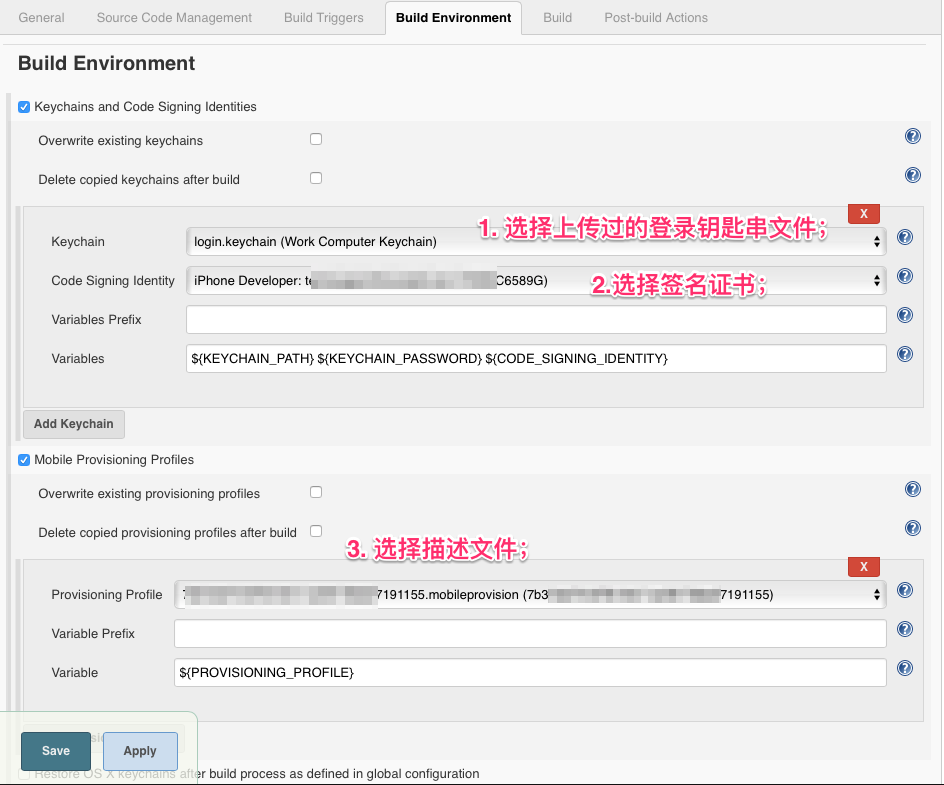 General Source Code Management Build Triggers Build Environment Build Post-build Actions
Build Environment
Keychains and Code Signing Identities
Overwrite existing keychains
Delete copied keychains after build
X
1. 选择上传过的登录钥匙串文件;
Keychain login.keychain (Work Computer Keychain)
Code Signing Identity iPhone Developer: te C6589G)
2.选择签名证书;
Variables Prefix
Variables ${KEYCHAIN_PATH} ${KEYCHAIN_PASSWORD} ${CODE_SIGNING_IDENTITY}
Add Keychain
Mobile Provisioning Profiles
Overwrite existing provisioning profiles
Delete copied provisioning profiles after build
3. 选择描述文件;
X
Provisioning Profile 7191155.mobileprovision (7b3 7191155)
Variable Prefix
Variable ${PROVISIONING_PROFILE}
Save Apply
Restore OS X keychains after build process as defined in global configuration